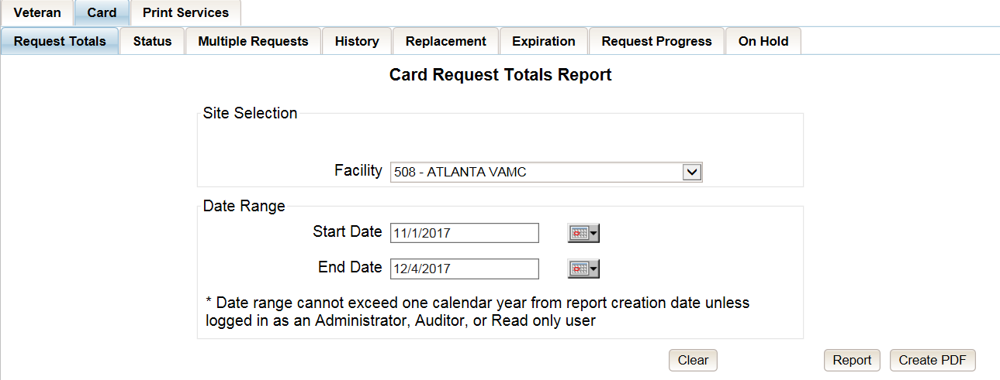 Veteran Card Print Services
Request Totals Status Multiple Requests History Replacement Expiration Request Progress On Hold
Card Request Totals Report
Site Selection
Facility 508 - ATLANTA VAMC
Date Range
Start Date 11/1/2017
End Date 12/4/2017
* Date range cannot exceed one calendar year from report creation date unless
logged in as an Administrator, Auditor, or Read only user
Clear Report Create PDF